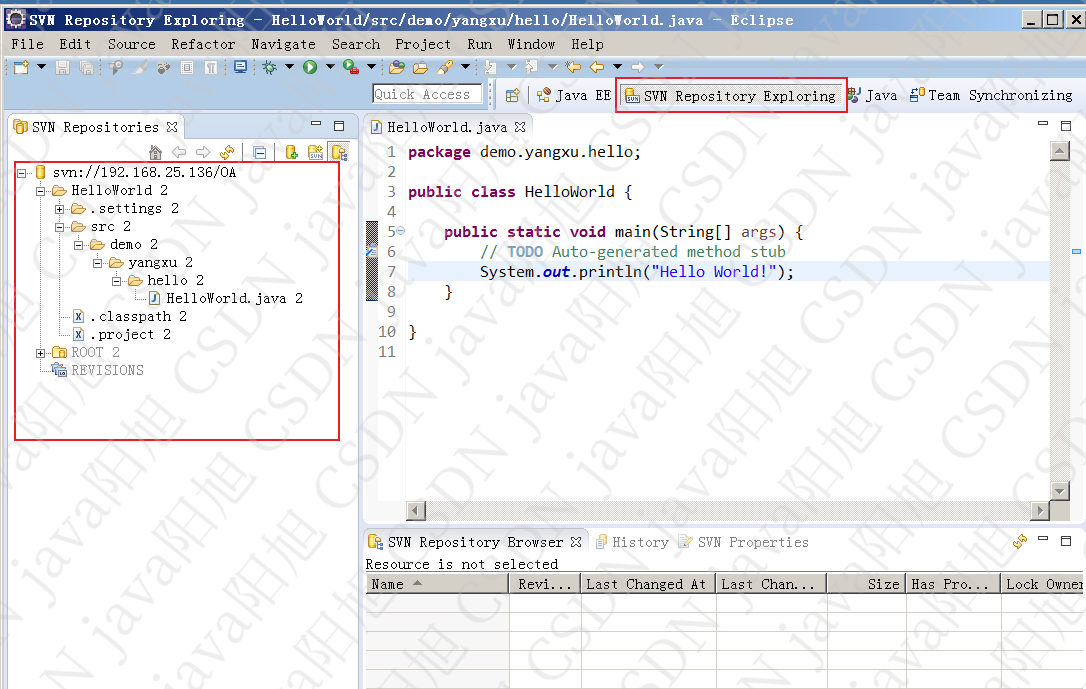 SVN Repository Exploring - HelloWorld/src/demo/yangxu/hello/HelloWorld.java - Eclipse
File Edit Source Refactor Navigate Search Project Run Window Help
Quick Access
Java EE
SVN Repository Exploring
Java
Team Synchronizing
SVN Repositories
svn://192.168.25.136/OA
HelloWorld 2
.settings 2
src 2
demo 2
yangxu 2
hello 2
HelloWorld.java 2
.classpath 2
.project 2
ROOT 2
REVISIONS
HelloWorld.java
1 package demo.yangxu.hello;
2
3 public class HelloWorld {
4
5 public static void main(String[] args) {
6 // TODO Auto-generated method stub
7 System.out.println("Hello World!");
8 }
9
10 }
11
SVN Repository Browser History SVN Properties
Resource is not selected
Name Revi... Last Changed At Last Chan... Size Has Pro... Lock Owner
CSDN java阳旭